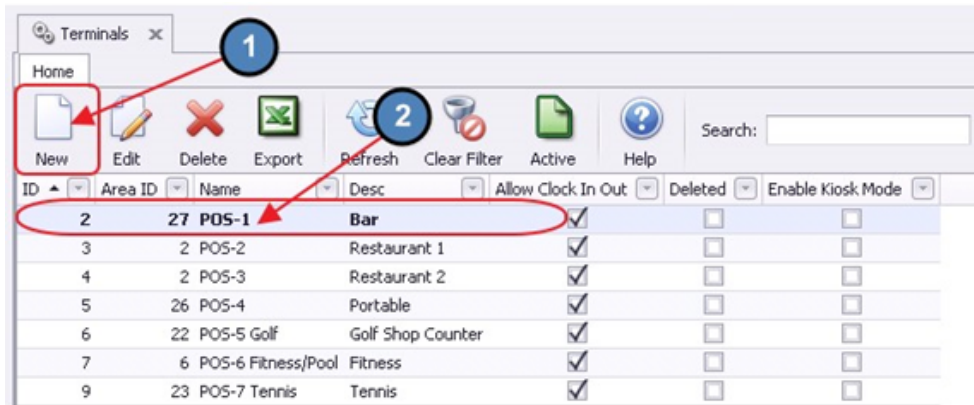 Terminals x
1
Home
2
Search:
New Edit Delete Export Refresh Clear Filter Active Help
ID Area ID Name Desc Allow Clock In Out Deleted Enable Kiosk Mode
2 27 POS-1 Bar
3 2 POS-2 Restaurant 1
4 2 POS-3 Restaurant 2
5 26 POS-4 Portable
6 22 POS-5 Golf Golf Shop Counter
7 6 POS-6 Fitness/Pool Fitness
9 23 POS-7 Tennis Tennis